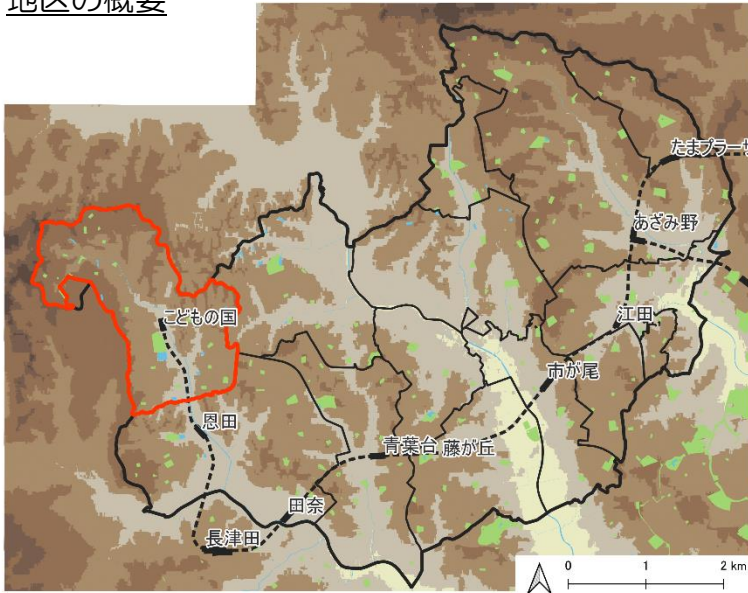 地区の概要
たまプラーザ
あざみ野
こどもの国
江田
市が尾
恩田
青葉台
藤が丘
田奈
長津田
0 1 2 km